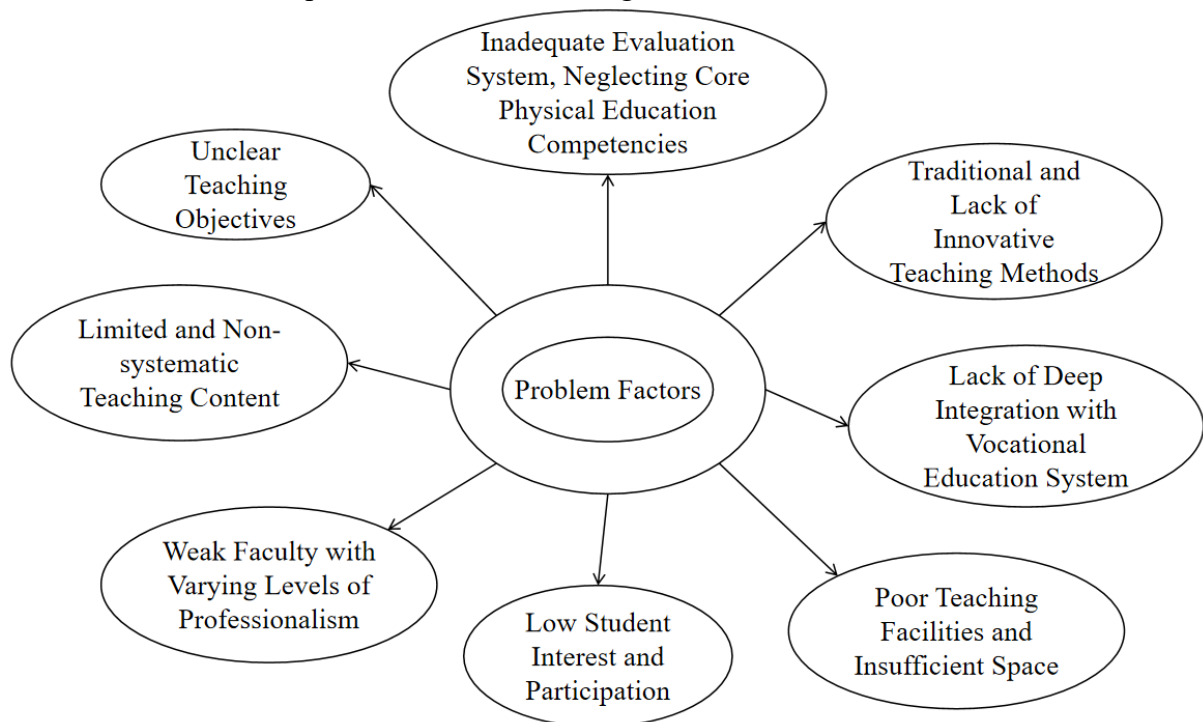 Inadequate Evaluation
System, Neglecting Core
Physical Education
Competencies
Unclear
Teaching
Objectives
Traditional and
Lack of
Innovative
Teaching Methods
Limited and Non-
systematic
Teaching Content
Problem Factors
Lack of Deep
Integration with
Vocational
Education System
Weak Faculty with
Varying Levels of
Professionalism
Low Student
Interest and
Participation
Poor Teaching
Facilities and
Insufficient Space